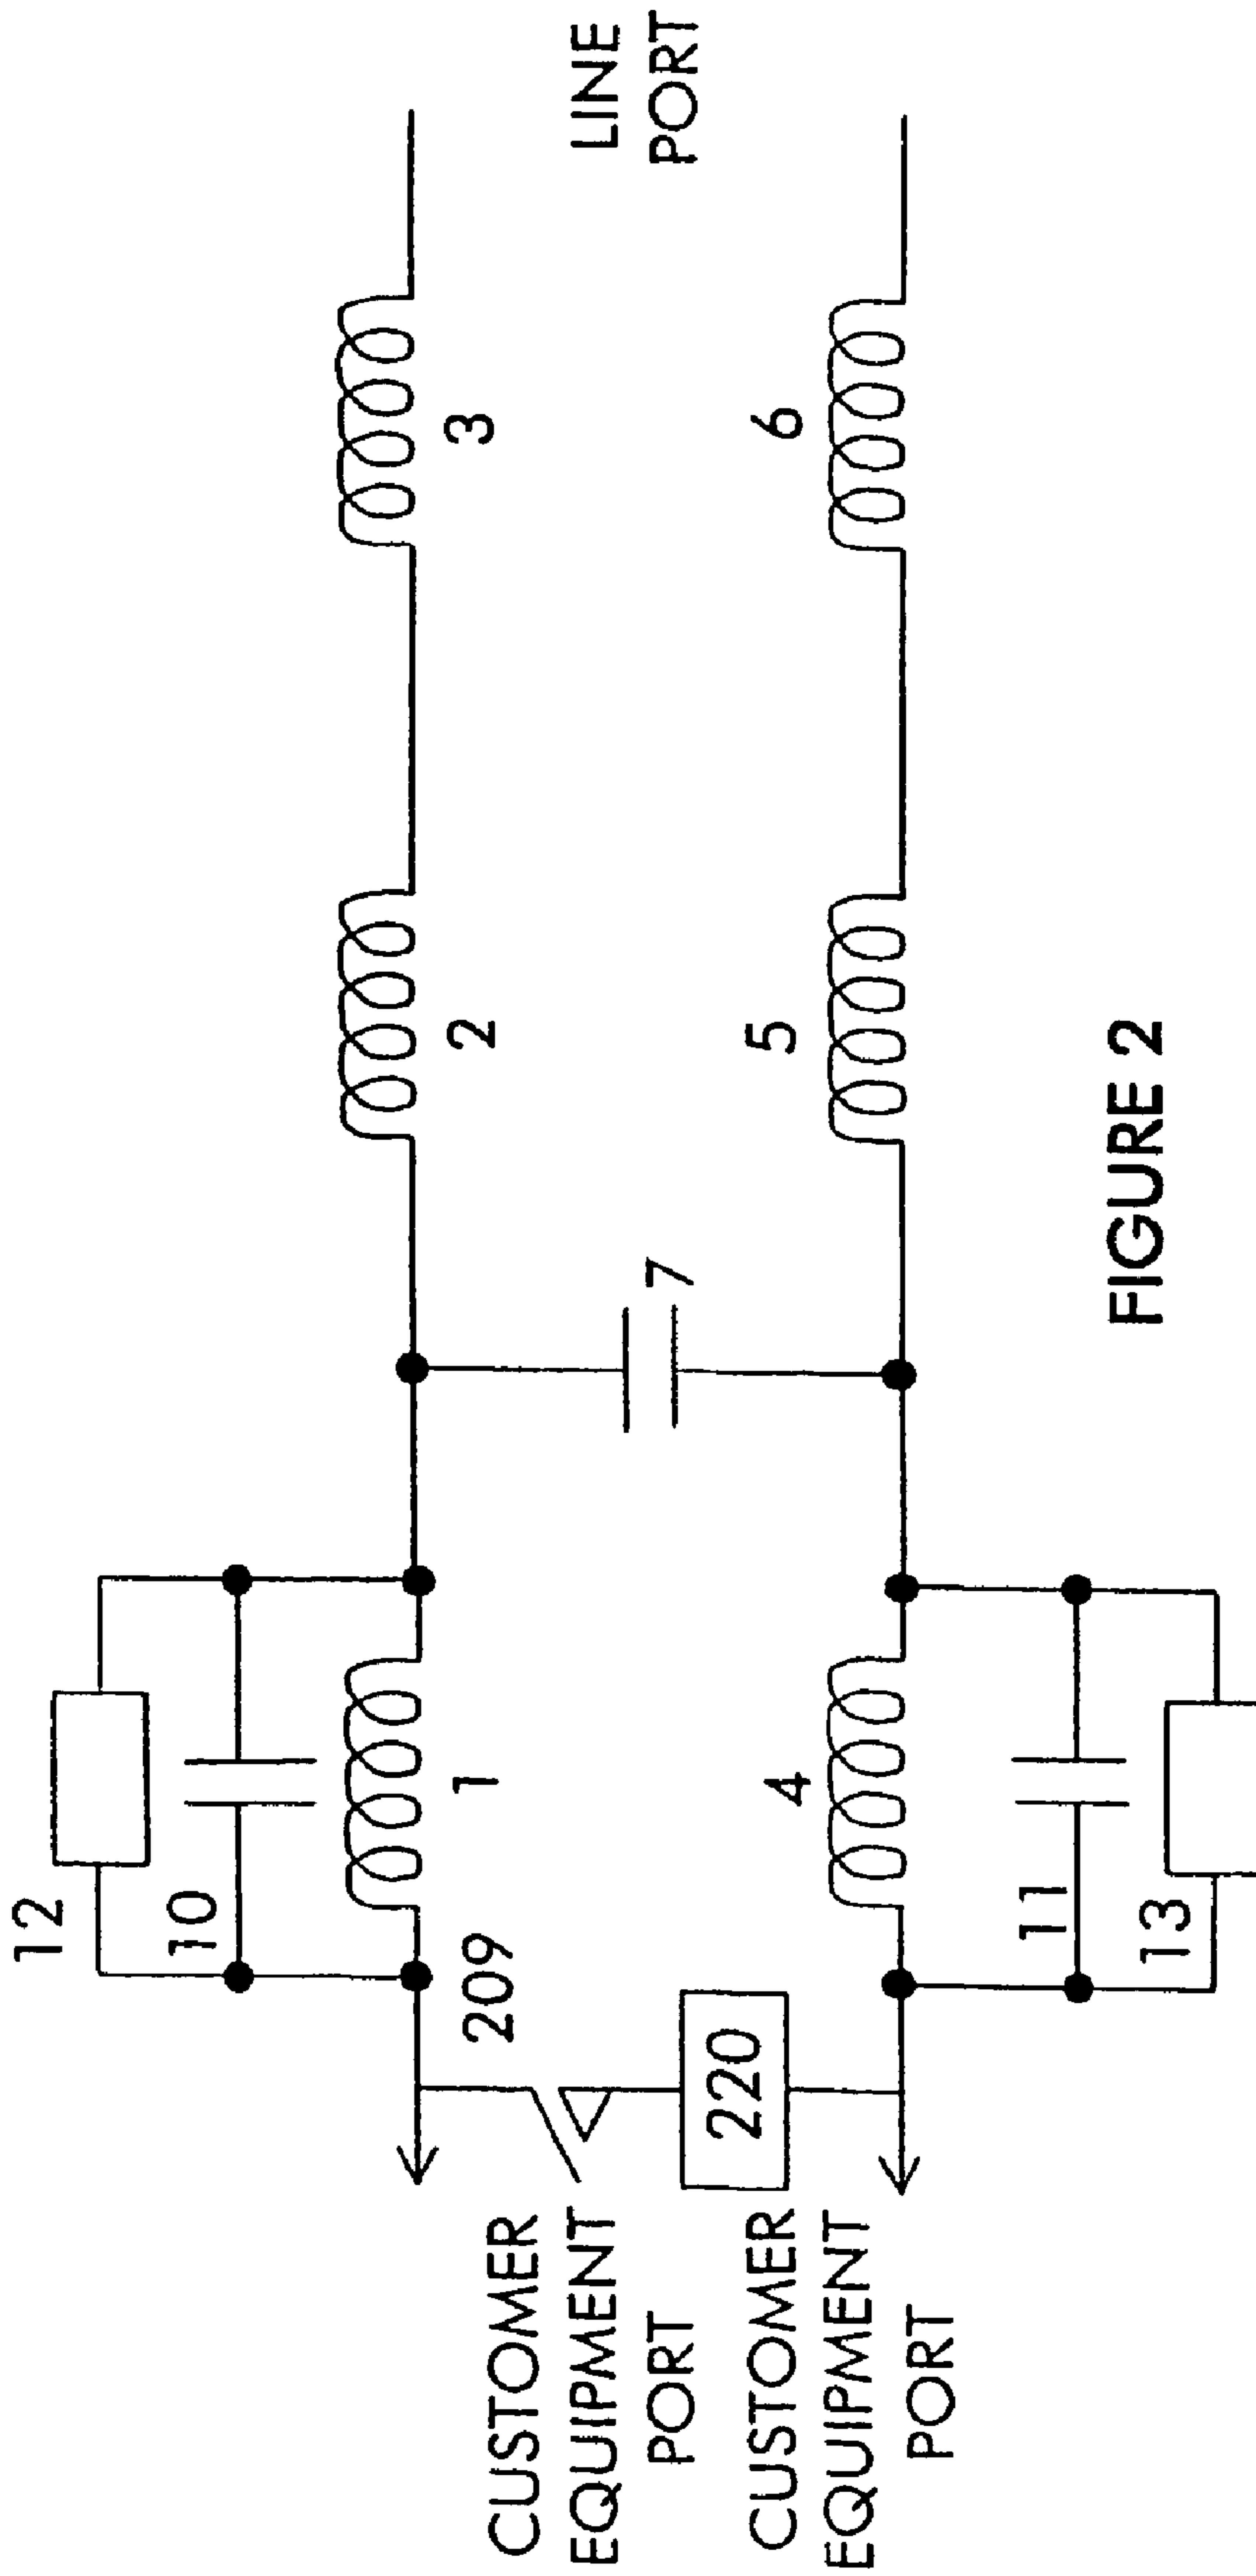 12
10
1
209
2
3
LINE
PORT
7
CUSTOMER
EQUIPMENT
PORT
220
CUSTOMER
EQUIPMENT
PORT
4
5
6
11
13
FIGURE 2